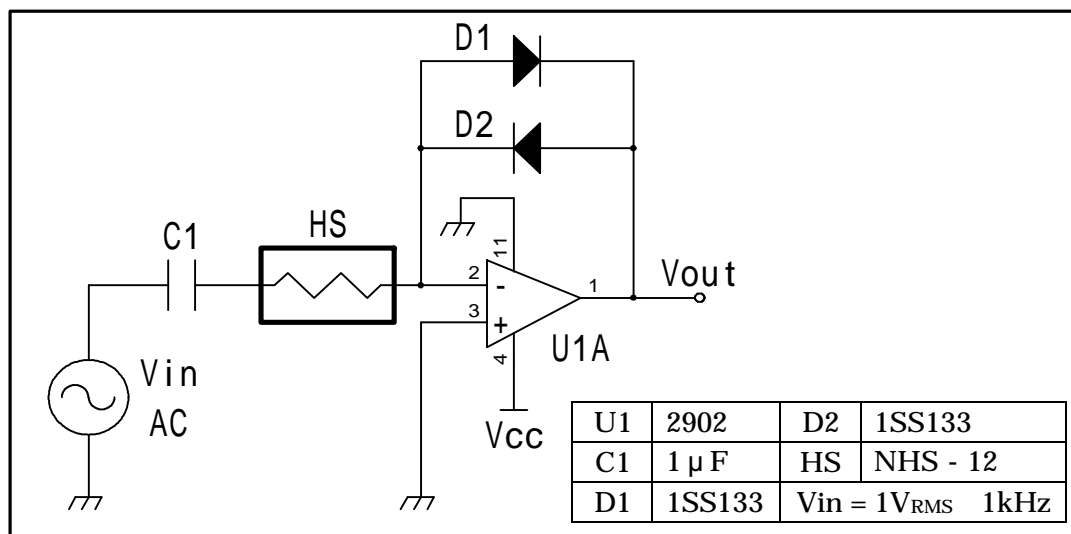 D1
D2
HS
C1
11
2
-
1
Vout
3
+
U1A
4
Vin
AC
Vcc
U1 2902 D2 1SS133
C1 1μF HS NHS - 12
D1 1SS133 Vin = 1VRMS 1kHz